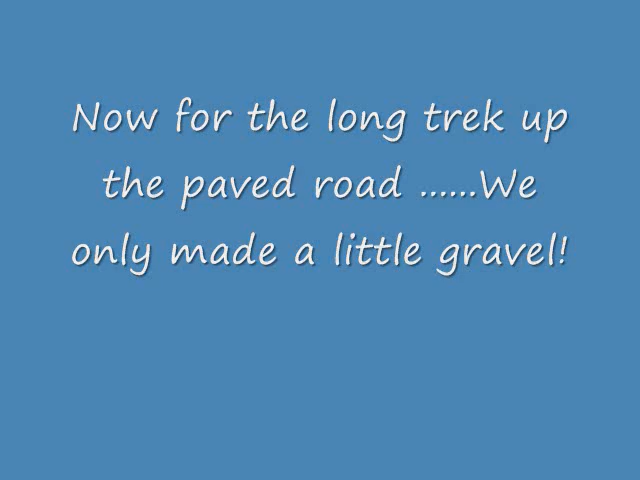 Now for the long trek up
the paved road ......We
only made a little gravel!